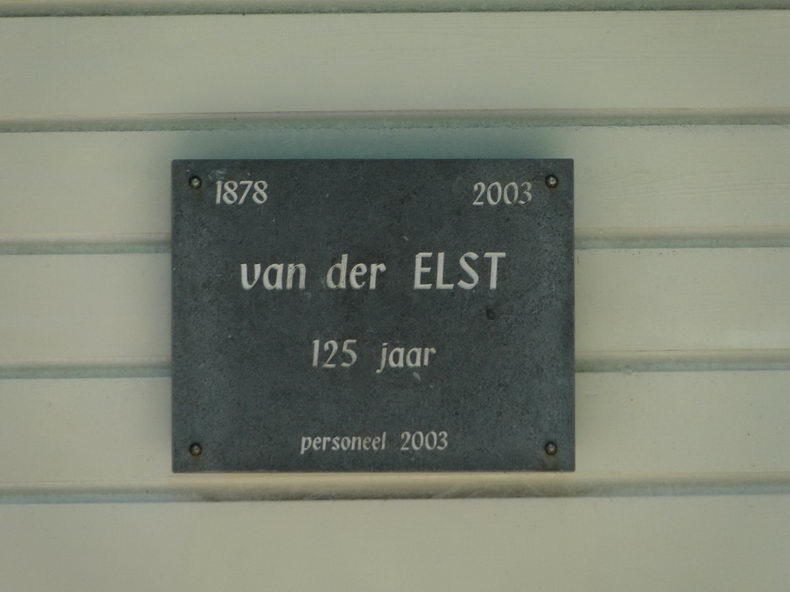 1878 2003
van der ELST
125 jaar
personeel 2003